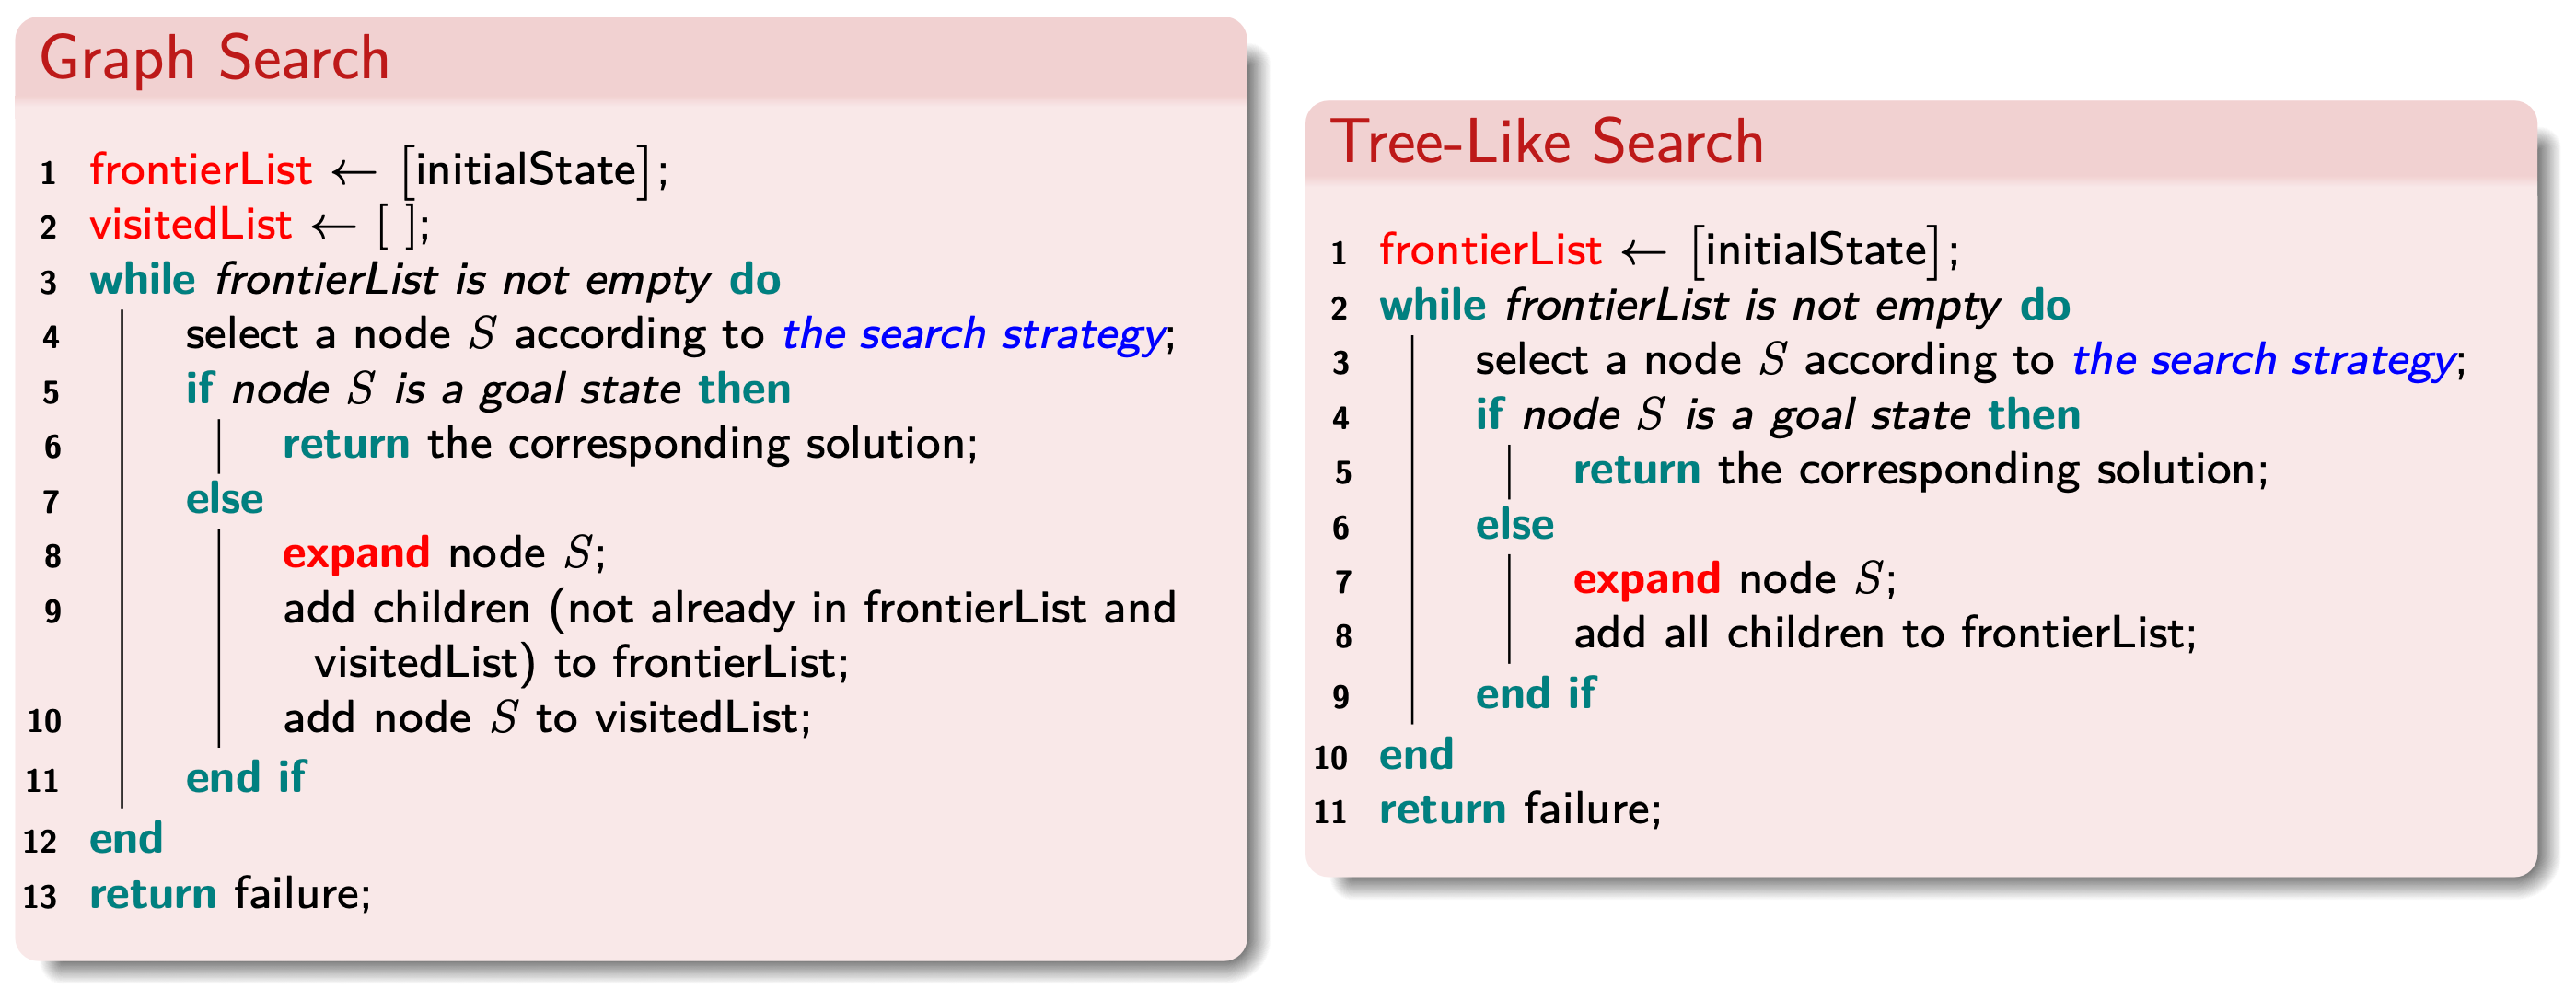 Graph Search
1 frontierList ← [initialState];
2 visitedList ← [ ];
3 while frontierList is not empty do
4 select a node S according to the search strategy;
5 if node S is a goal state then
6 return the corresponding solution;
7 else
8 expand node S;
9 add children (not already in frontierList and
visitedList) to frontierList;
10 add node S to visitedList;
11 end if
12 end
13 return failure;
Tree-Like Search
1 frontierList ← [initialState];
2 while frontierList is not empty do
3 select a node S according to the search strategy;
4 if node S is a goal state then
5 return the corresponding solution;
6 else
7 expand node S;
8 add all children to frontierList;
9 end if
10 end
11 return failure;